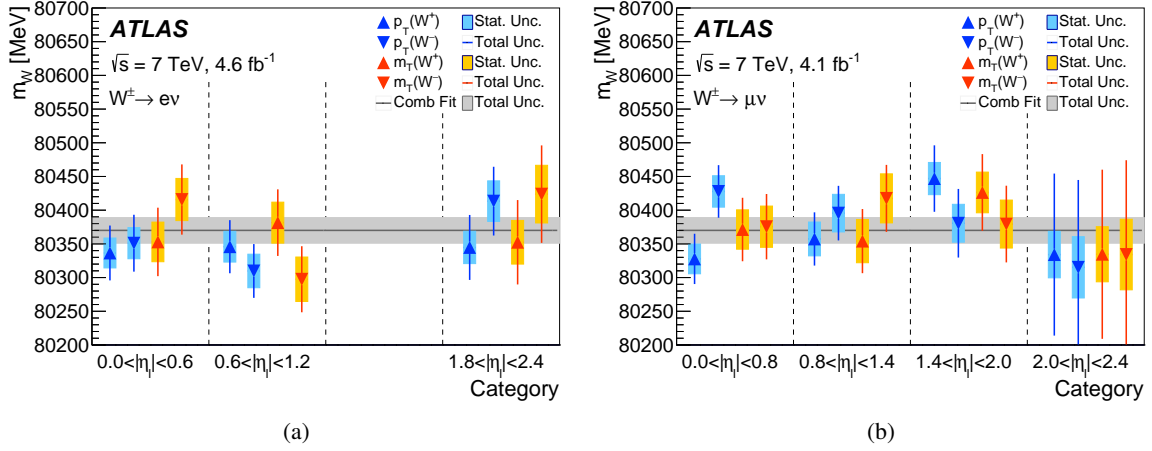 m_W [MeV]
80700
80650
80600
80550
80500
80450
80400
80350
80300
80250
80200
ATLAS
√s = 7 TeV, 4.6 fb⁻¹
W± → eν
p_T(W⁺) Stat. Unc.
p_T(W⁻) Total Unc.
m_T(W⁺) Stat. Unc.
m_T(W⁻) Total Unc.
Comb Fit Total Unc.
0.0<|η_l|<0.6 0.6<|η_l|<1.2 1.8<|η_l|<2.4
Category
(a)
m_W [MeV]
80700
80650
80600
80550
80500
80450
80400
80350
80300
80250
80200
ATLAS
√s = 7 TeV, 4.1 fb⁻¹
W± → μν
p_T(W⁺) Stat. Unc.
p_T(W⁻) Total Unc.
m_T(W⁺) Stat. Unc.
m_T(W⁻) Total Unc.
Comb Fit Total Unc.
0.0<|η_l|<0.8 0.8<|η_l|<1.4 1.4<|η_l|<2.0 2.0<|η_l|<2.4
Category
(b)